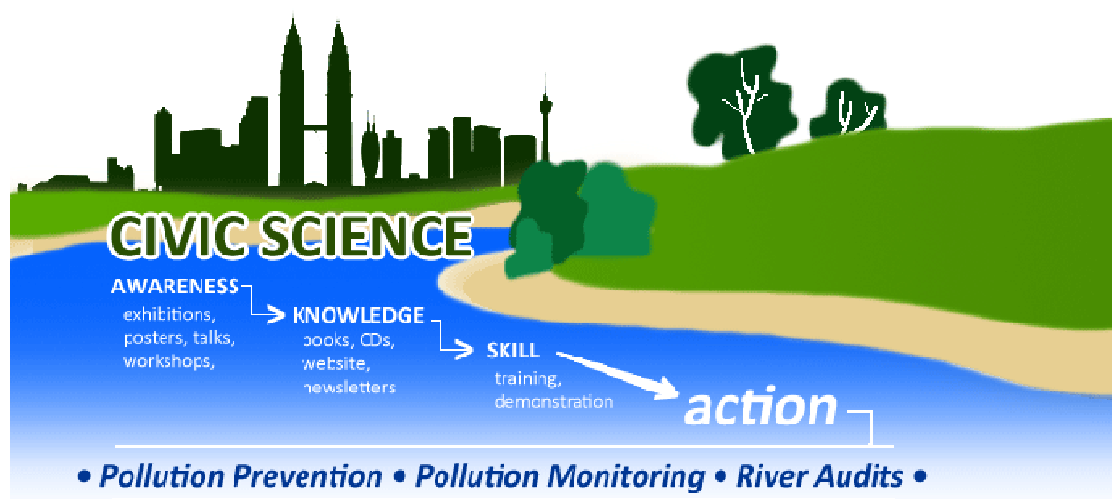 CIVIC SCIENCE
AWARENESS
exhibitions,
posters, talks,
workshops,
KNOWLEDGE
books, CDs,
website,
newsletters
SKILL
training,
demonstration
action
• Pollution Prevention • Pollution Monitoring • River Audits •